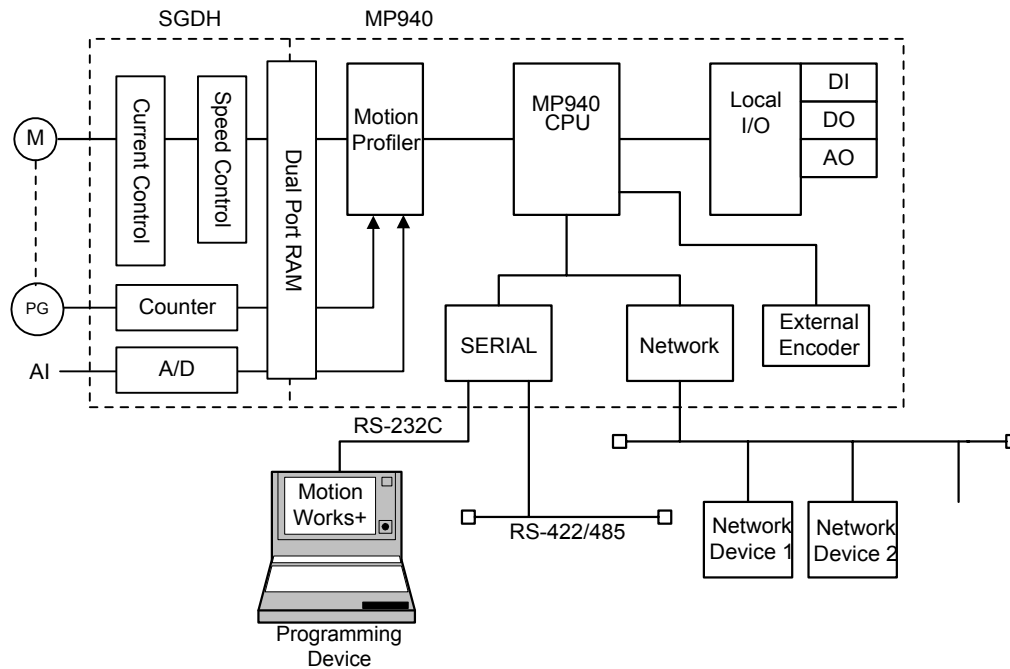 SGDH
MP940
M
PG
AI
Current Control
Speed Control
Counter
A/D
Dual Port RAM
Motion
Profiler
MP940
CPU
Local
I/O
DI
DO
AO
SERIAL
Network
External
Encoder
RS-232C
Motion
Works+
Programming
Device
RS-422/485
Network
Device 1
Network
Device 2